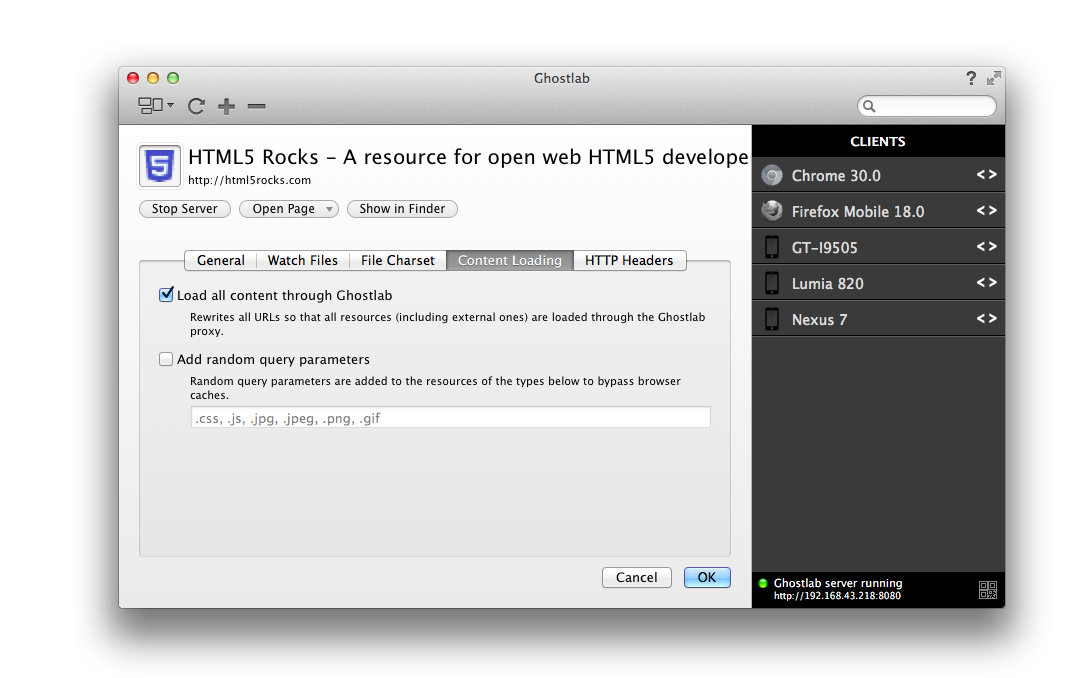 Ghostlab
?
HTML5 Rocks – A resource for open web HTML5 develope
http://html5rocks.com
Stop Server
Open Page
Show in Finder
General
Watch Files
File Charset
Content Loading
HTTP Headers
Load all content through Ghostlab
Rewrites all URLs so that all resources (including external ones) are loaded through the Ghostlab
proxy.
Add random query parameters
Random query parameters are added to the resources of the types below to bypass browser
caches.
.css, .js, .jpg, .jpeg, .png, .gif
Cancel
OK
CLIENTS
Chrome 30.0 <>
Firefox Mobile 18.0 <>
GT-I9505 <>
Lumia 820 <>
Nexus 7 <>
Ghostlab server running
http://192.168.43.218:8080